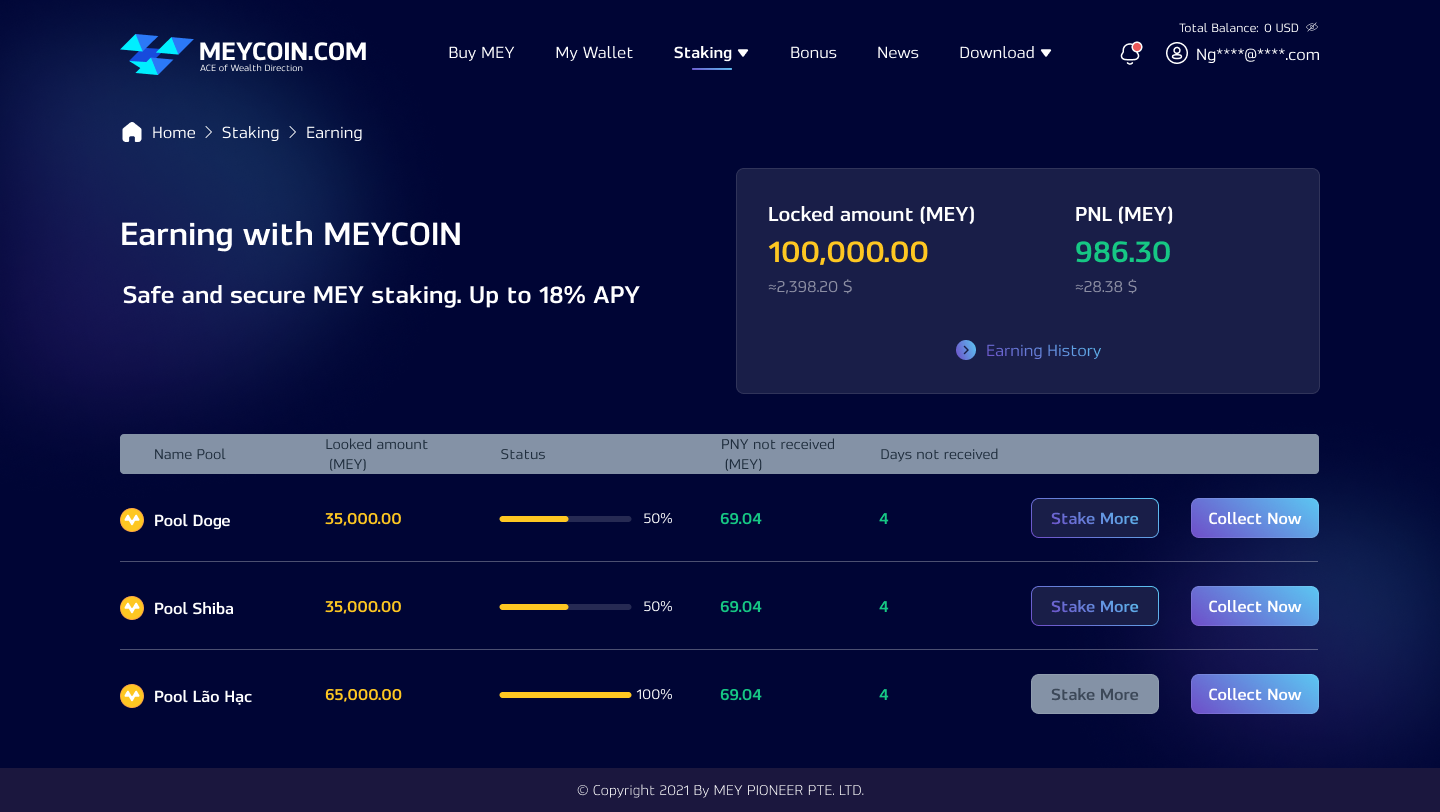 Total Balance: 0 USD
MEYCOIN.COM
ACE of Wealth Direction
Buy MEY My Wallet Staking Bonus News Download Ng****@****.com
Home Staking Earning
Locked amount (MEY) PNL (MEY)
100,000.00 986.30
≈2,398.20 $ ≈28.38 $
Earning with MEYCOIN
Safe and secure MEY staking. Up to 18% APY
Earning History
Name Pool Looked amount (MEY) Status PNY not received (MEY) Days not received
Pool Doge 35,000.00 50% 69.04 4 Stake More Collect Now
Pool Shiba 35,000.00 50% 69.04 4 Stake More Collect Now
Pool Lão Hạc 65,000.00 100% 69.04 4 Stake More Collect Now
© Copyright 2021 By MEY PIONEER PTE. LTD.